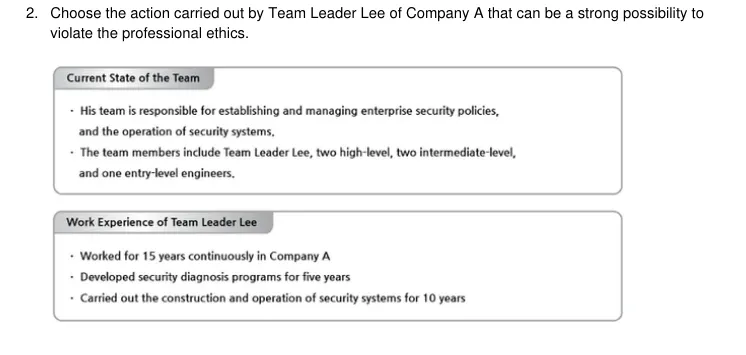 2. Choose the action carried out by Team Leader Lee of Company A that can be a strong possibility to
violate the professional ethics.
Current State of the Team
· His team is responsible for establishing and managing enterprise security policies,
and the operation of security systems.
· The team members include Team Leader Lee, two high-level, two intermediate-level,
and one entry-level engineers.
Work Experience of Team Leader Lee
· Worked for 15 years continuously in Company A
· Developed security diagnosis programs for five years
· Carried out the construction and operation of security systems for 10 years